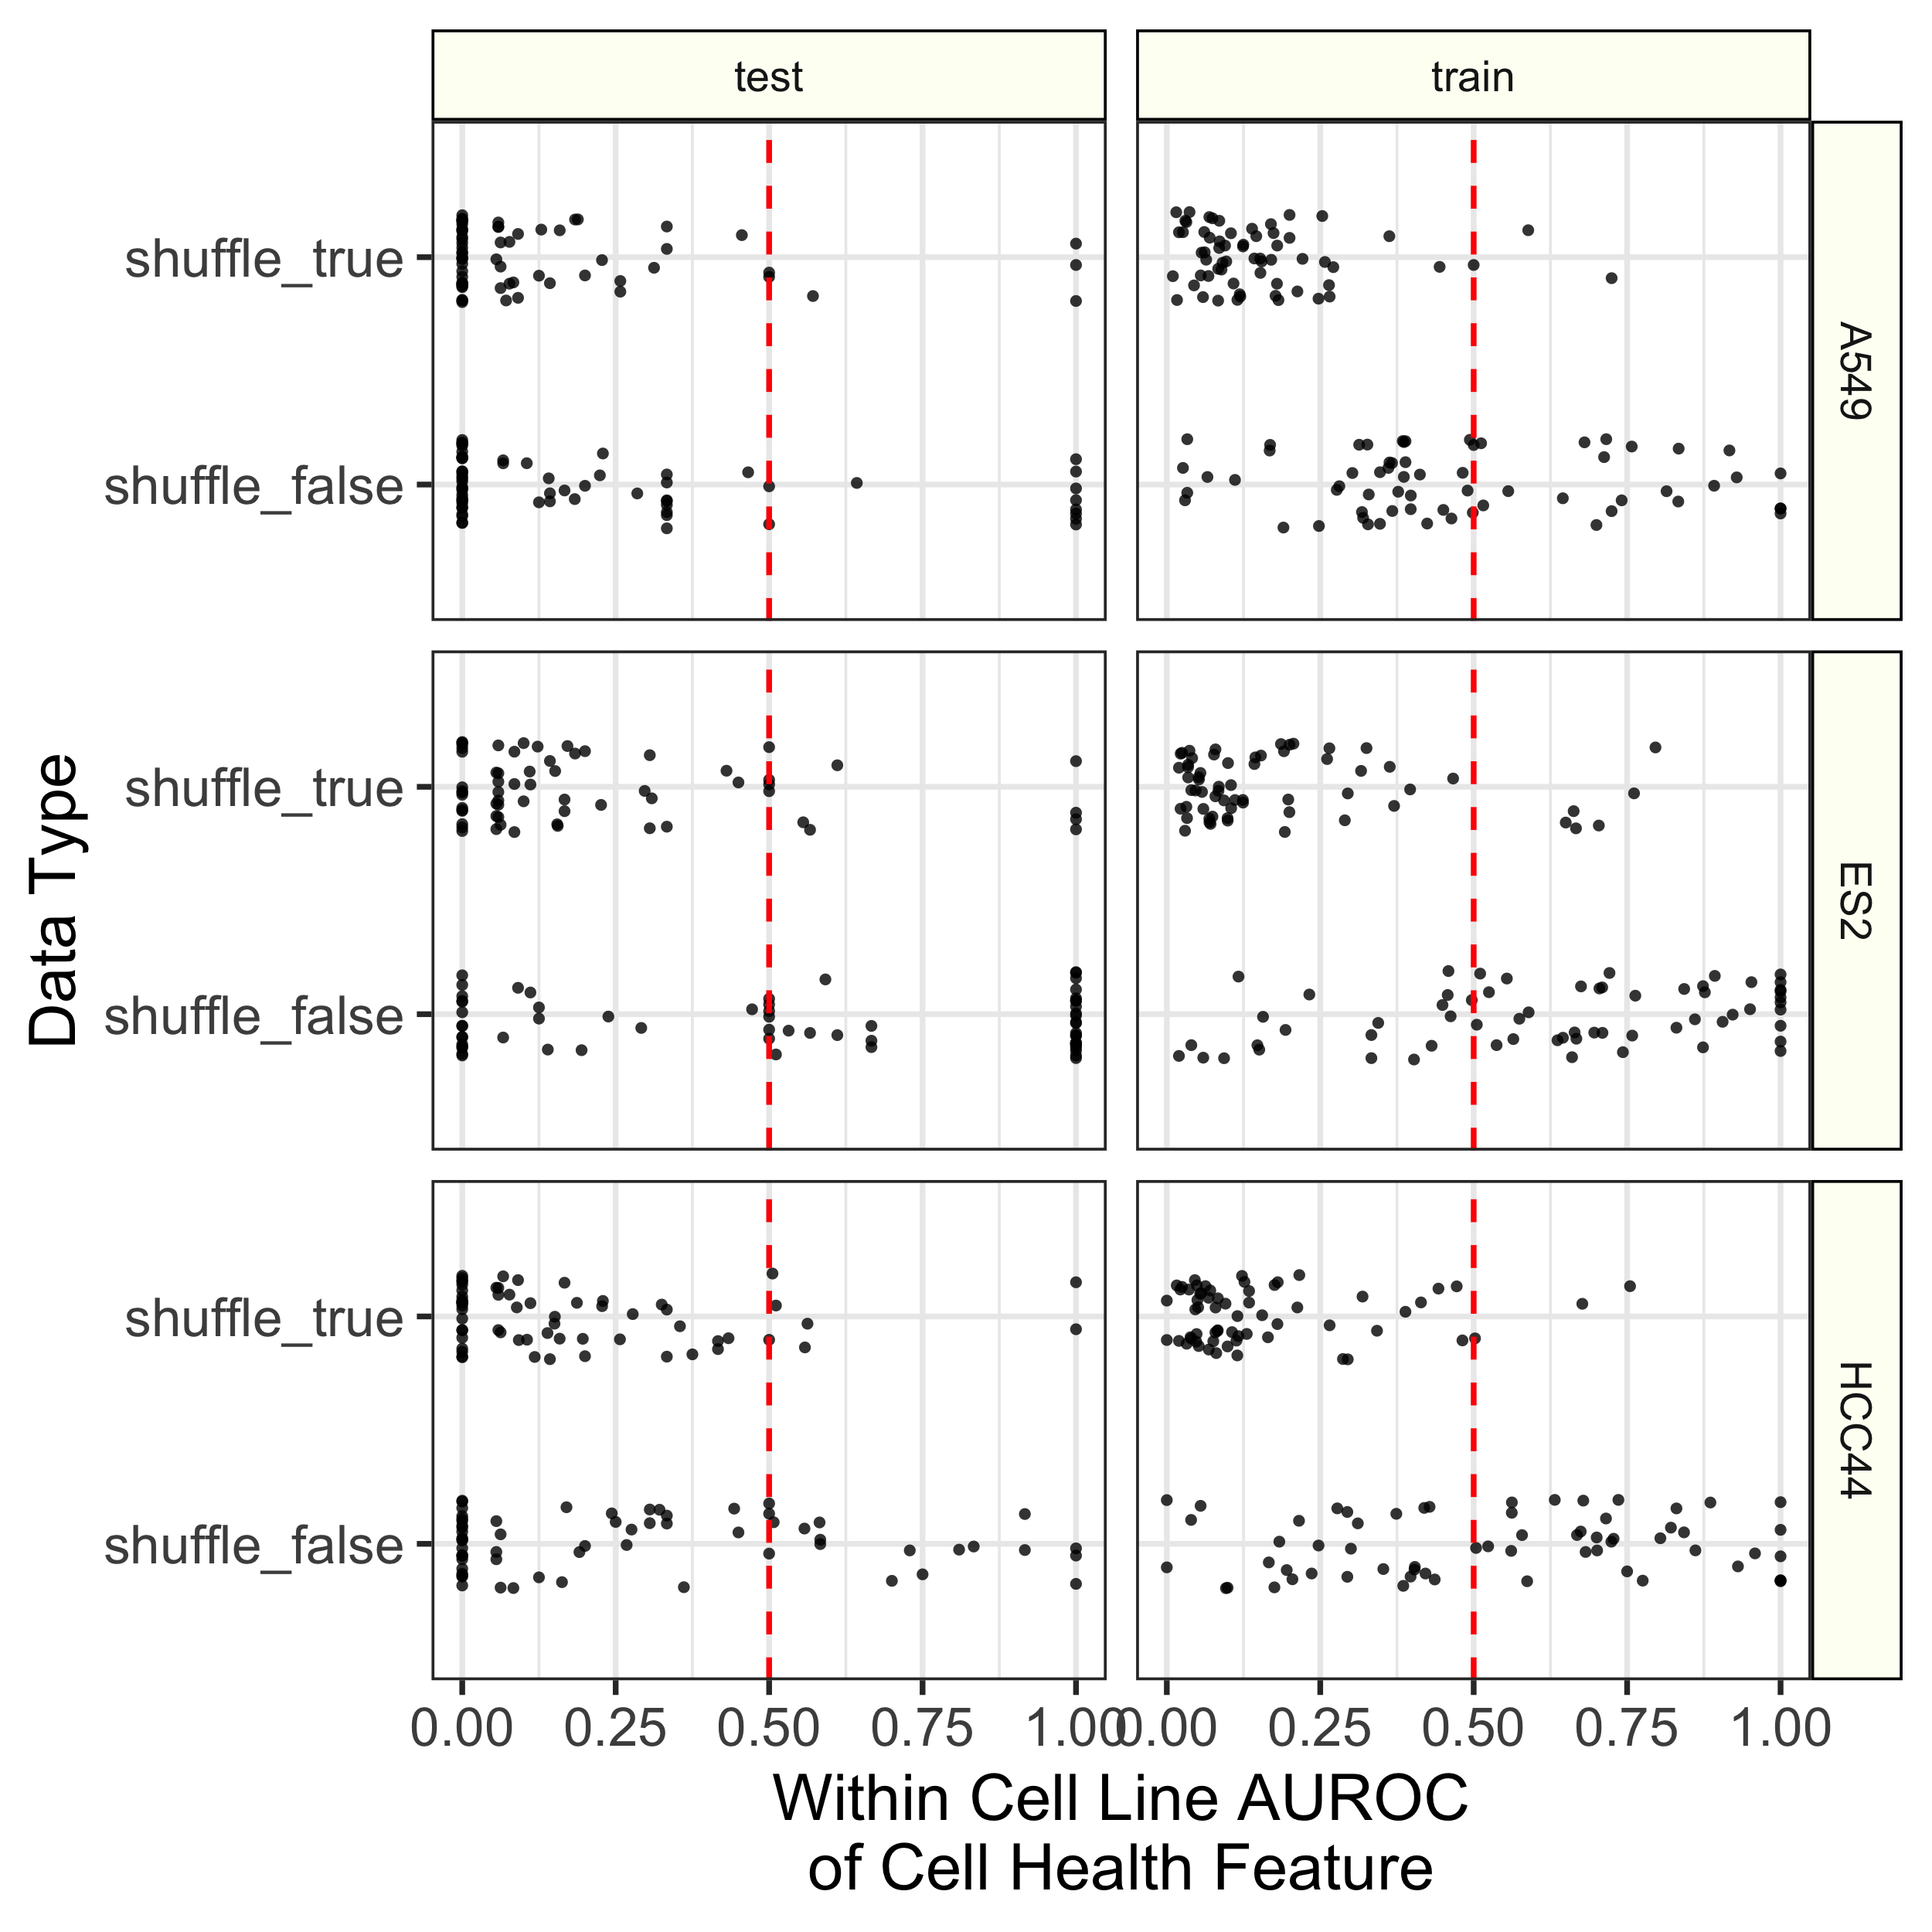 test
train
shuffle_true
shuffle_false
A549
shuffle_true
shuffle_false
ES2
shuffle_true
shuffle_false
HCC44
Data Type
0.00 0.25 0.50 0.75 1.00 0.00 0.25 0.50 0.75 1.00
Within Cell Line AUROC
of Cell Health Feature